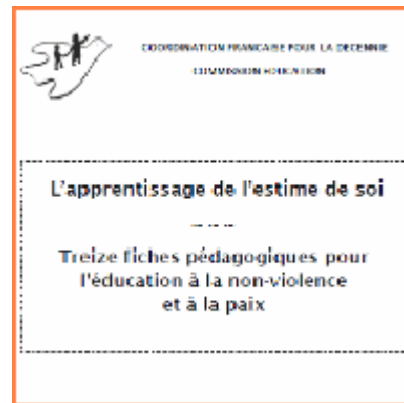 COORDINATION FRANCAISE POUR LA DECENNIE
COMMISSION EDUCATION
L'apprentissage de l'estime de soi
Treize fiches pédagogiques pour
l'éducation à la non-violence
et à la paix